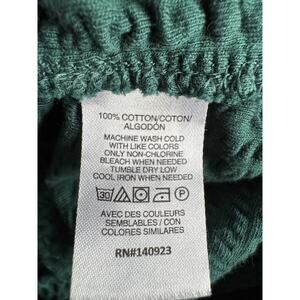 100% COTTON/COTON/
ALGODÓN
MACHINE WASH COLD
WITH LIKE COLORS
ONLY NON-CHLORINE
BLEACH WHEN NEEDED
TUMBLE DRY LOW
COOL IRON WHEN NEEDED
30 P
AVEC DES COULEURS
SEMBLABLES / CON
COLORES SIMILARES
RN#140923